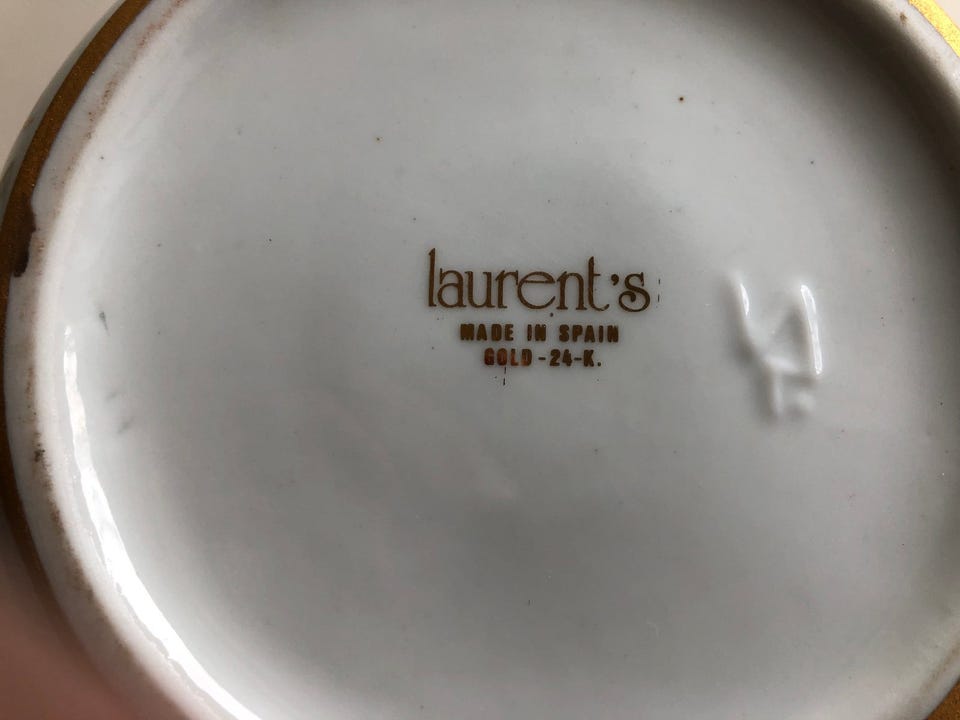 laurent's
MADE IN SPAIN
GOLD-24-K.